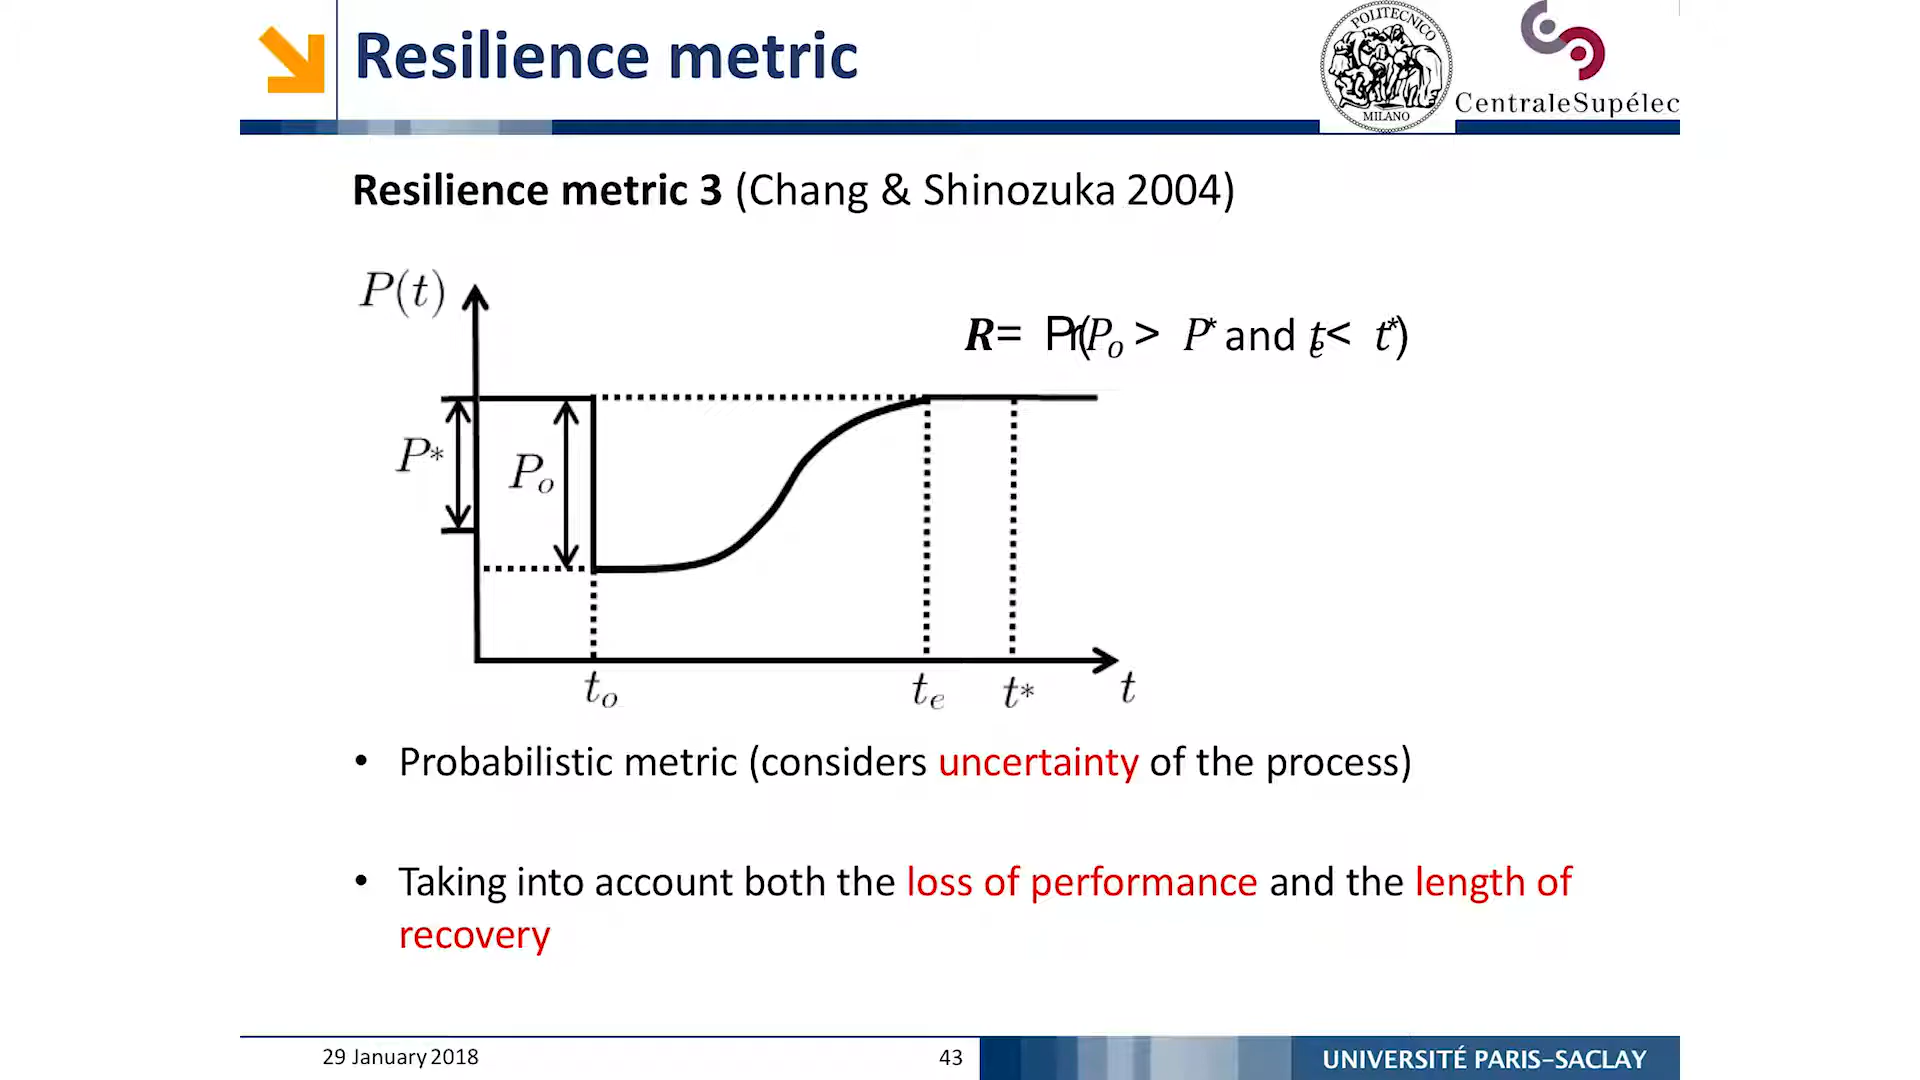 Resilience metric
POLITECNICO
MILANO
CentraleSupélec
Resilience metric 3 (Chang & Shinozuka 2004)
P(t)
R= Pr(Po > P* and te< t*)
P*
Po
to
te
t*
t
• Probabilistic metric (considers uncertainty of the process)
• Taking into account both the loss of performance and the length of
recovery
29 January 2018
43
UNIVERSITÉ PARIS-SACLAY